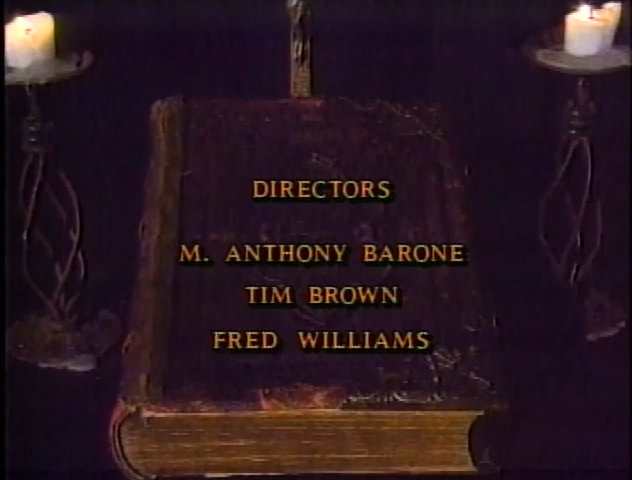 DIRECTORS
M. ANTHONY BARONE
TIM BROWN
FRED WILLIAMS